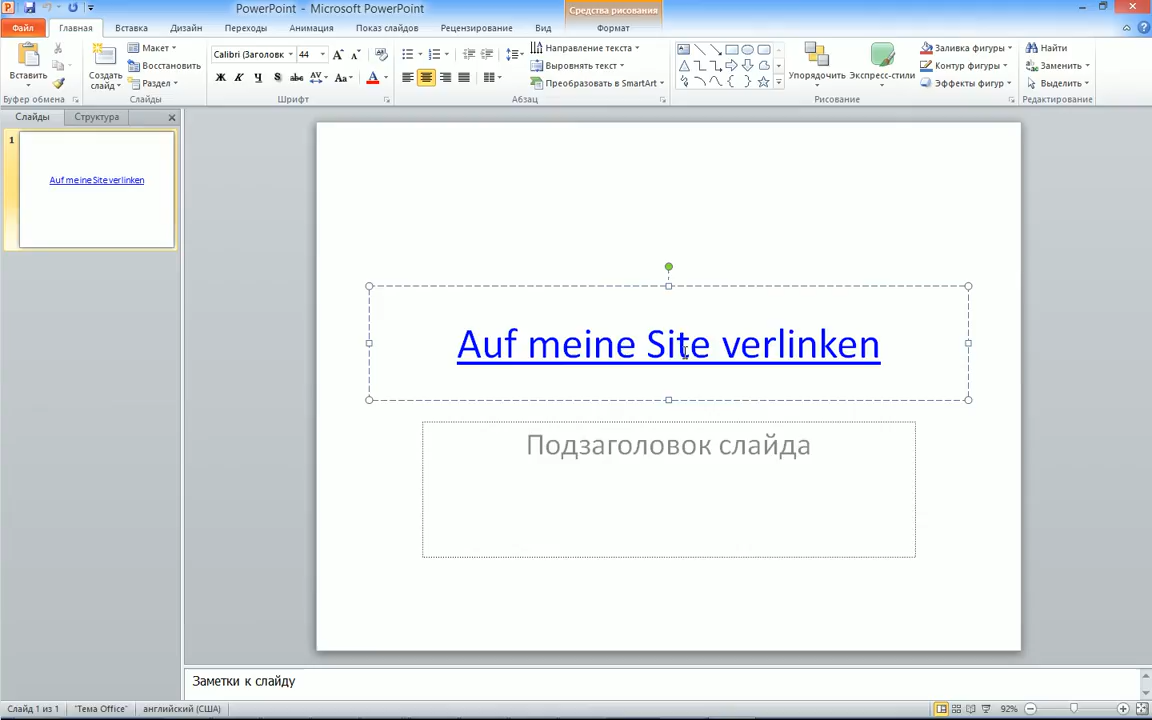 PowerPoint - Microsoft PowerPoint
Средства рисования
Файл Главная Вставка Дизайн Переходы Анимация Показ слайдов Рецензирование Вид Формат
Вставить
Буфер обмена
Создать слайд
Макет
Восстановить
Раздел
Слайды
Calibri (Заголовк 44
Ж К Ч S abc AV Aa A
Шрифт
Направление текста
Выровнять текст
Преобразовать в SmartArt
Абзац
Упорядочить
Экспресс-стили
Заливка фигуры
Контур фигуры
Эффекты фигур
Рисование
Найти
Заменить
Выделить
Редактирование
Слайды Структура
1
Auf meine Site verlinken
Auf meine Site verlinken
Подзаголовок слайда
Заметки к слайду
Слайд 1 из 1 "Тема Office" английский (США) 92%